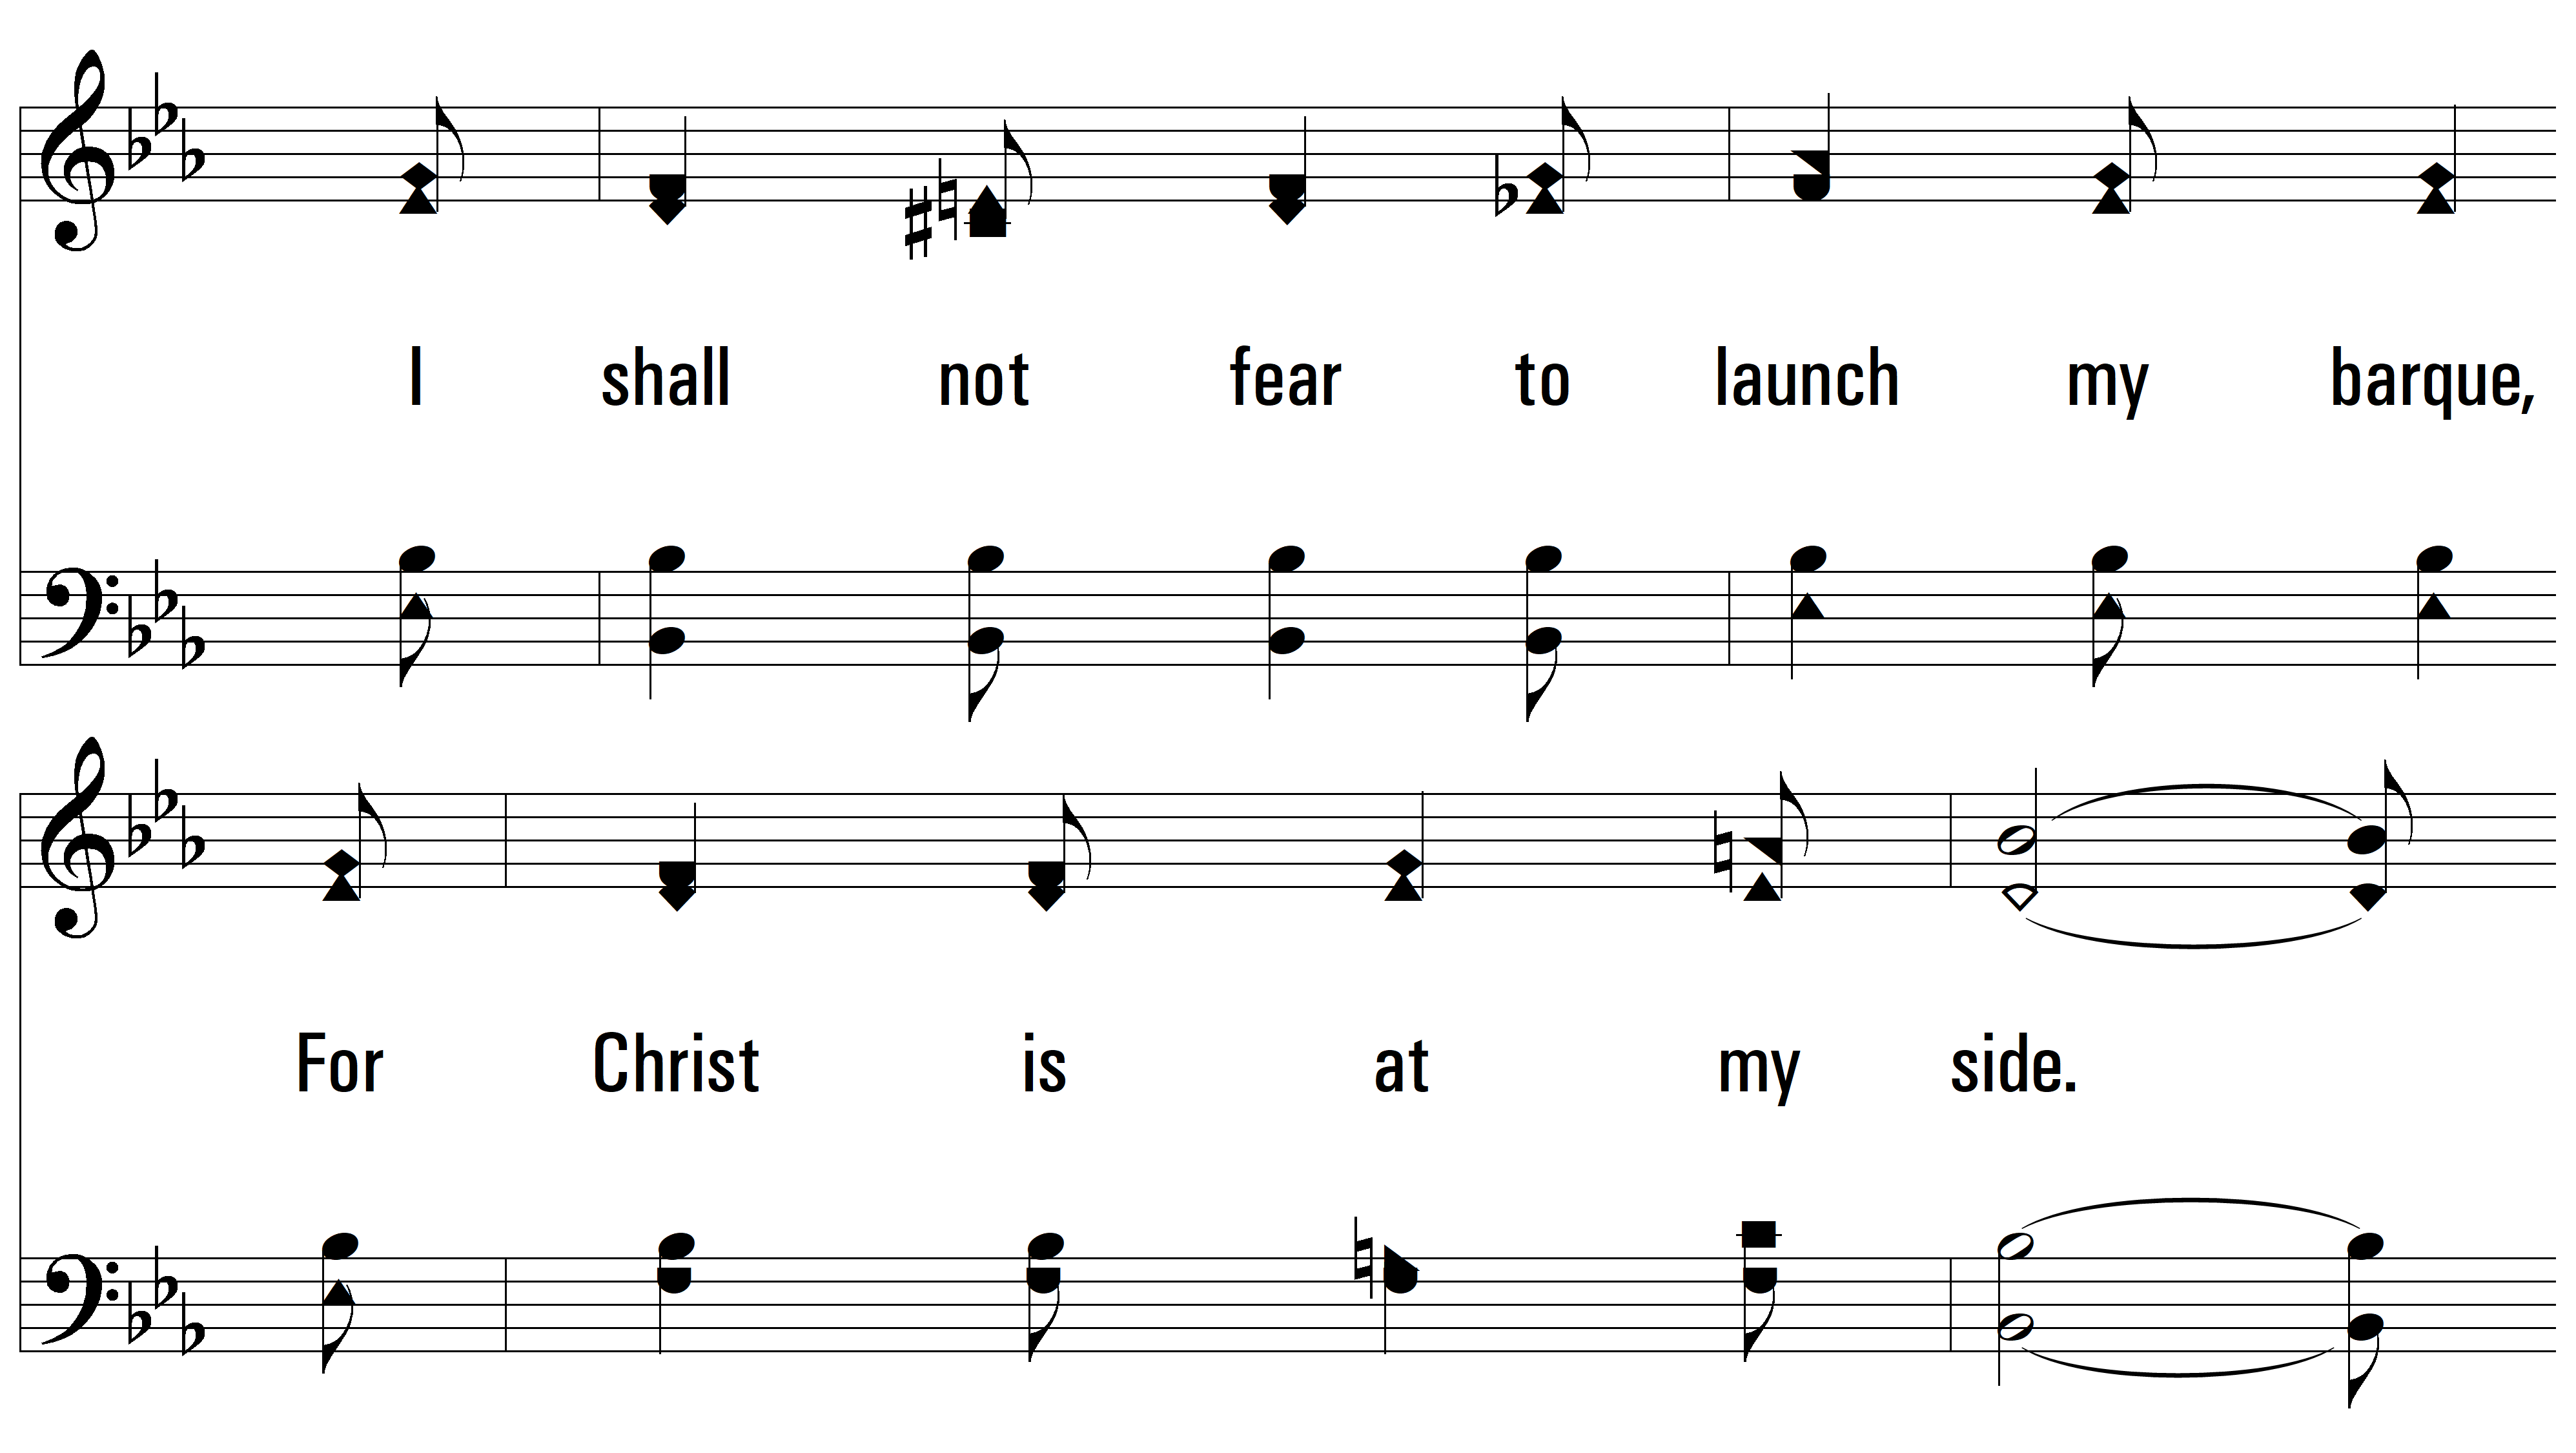 I shall not fear to launch my barque,
For Christ is at my side.